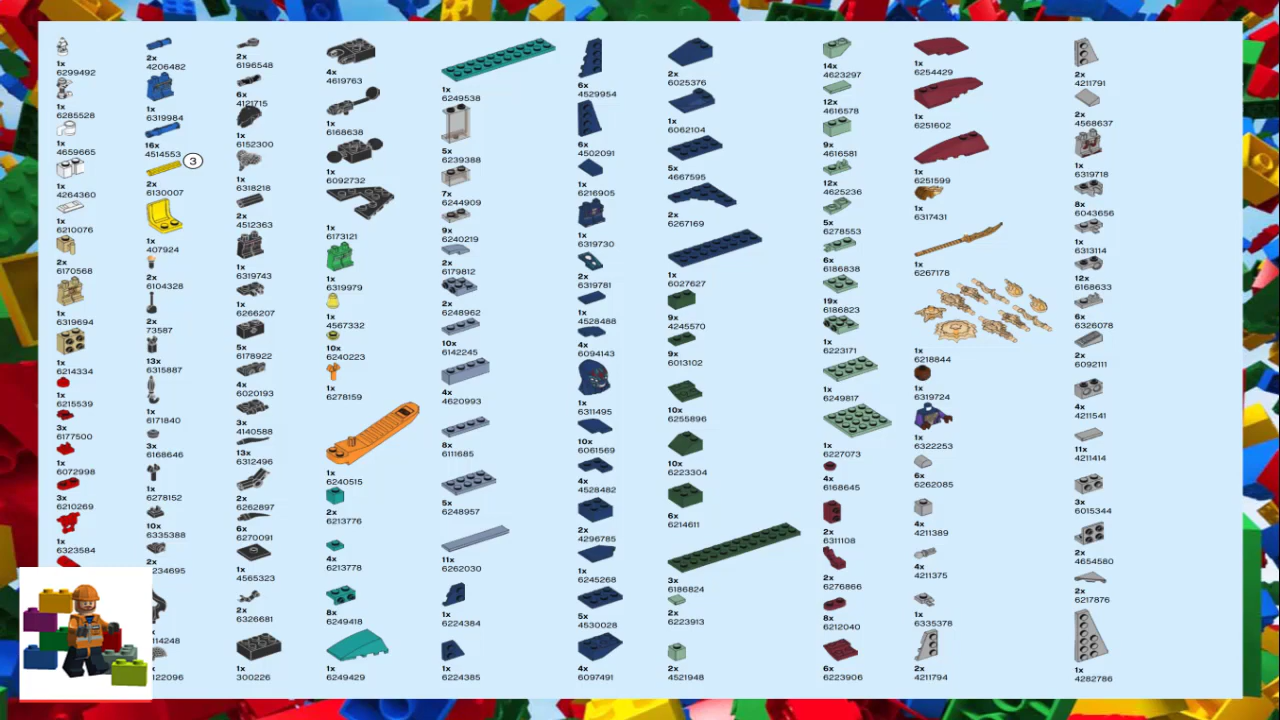 1x
6299492
1x
6285528
1x
4659665
1x
4264360
1x
6210076
2x
6170568
1x
6319694
1x
6214334
1x
6215539
3x
6177500
1x
6072998
3x
6210269
1x
6323584
2x
4206482
1x
6319984
16x
4514553
3
2x
6130007
1x
407924
2x
6104328
2x
73587
13x
6315887
1x
6171840
3x
6168646
1x
6278152
10x
6335388
2x
234695
114248
122096
2x
6196548
6x
4121715
1x
6152300
1x
6318218
2x
4512363
1x
6319743
1x
6266207
5x
6178922
4x
6020193
3x
4140588
13x
6312496
2x
6262897
6x
6270091
1x
4565323
2x
6326681
1x
300226
4x
4619763
1x
6168638
1x
6092732
1x
6173121
1x
6319979
1x
4567332
10x
6240223
1x
6278159
1x
6240515
2x
6213776
4x
6213778
8x
6249418
1x
6249429
1x
6249538
5x
6239388
7x
6244909
9x
6240219
2x
6179812
2x
6248962
10x
6142245
4x
4620993
8x
6111685
5x
6248957
11x
6262030
1x
6224384
1x
6224385
6x
4529954
6x
4502091
1x
6216905
1x
6319730
2x
6319781
1x
4528488
4x
6094143
1x
6311495
10x
6061569
4x
4528482
2x
4296785
1x
6245268
5x
4530028
4x
6097491
2x
6025376
1x
6062104
5x
4667595
2x
6267169
1x
6027627
9x
4245570
9x
6013102
10x
6255896
10x
6223304
6x
6214611
3x
6186824
2x
6223913
2x
4521948
14x
4623297
12x
4616578
9x
4616581
12x
4625236
5x
6278553
6x
6186838
19x
6186823
1x
6223171
1x
6249817
1x
6227073
4x
6168645
2x
6311108
2x
6276866
8x
6212040
6x
6223906
1x
6254429
1x
6251602
1x
6251599
1x
6317431
1x
6267178
1x
6218844
1x
6319724
1x
6322253
6x
6262085
4x
4211389
4x
4211375
1x
6335378
2x
4211794
2x
4211791
2x
4568637
1x
6319718
8x
6043656
1x
6313114
12x
6168633
6x
6326078
2x
6092111
4x
4211541
11x
4211414
3x
6015344
2x
4654580
2x
6217876
1x
4282786